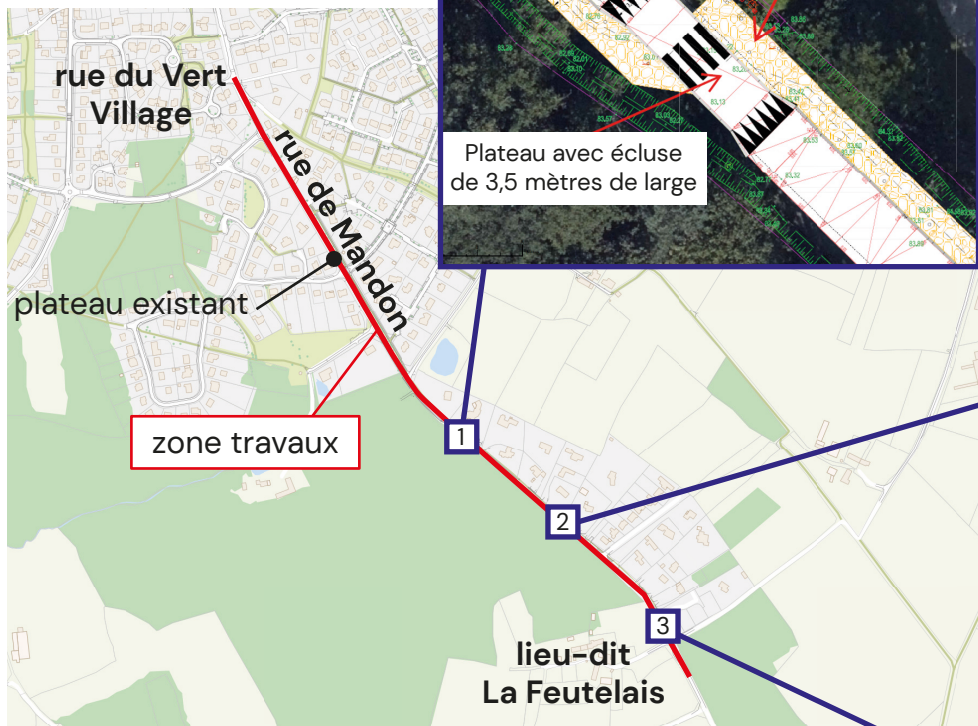 rue du Vert
Village
rue de Mandon
plateau existant
zone travaux
Plateau avec écluse
de 3,5 mètres de large
1
2
3
lieu-dit
La Feutelais